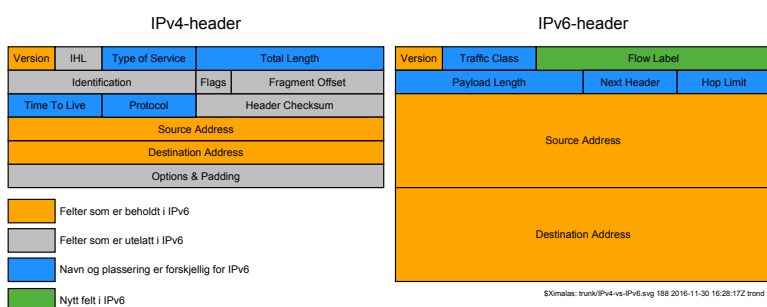 IPv4-header
Version IHL Type of Service Total Length
Identification Flags Fragment Offset
Time To Live Protocol Header Checksum
Source Address
Destination Address
Options & Padding
Felter som er beholdt i IPv6
Felter som er utelatt i IPv6
Navn og plassering er forskjellig for IPv6
Nytt felt i IPv6
IPv6-header
Version Traffic Class Flow Label
Payload Length Next Header Hop Limit
Source Address
Destination Address
$Ximalas: trunk/IPv4-vs-IPv6.svg 188 2016-11-30 16:28:17Z trond